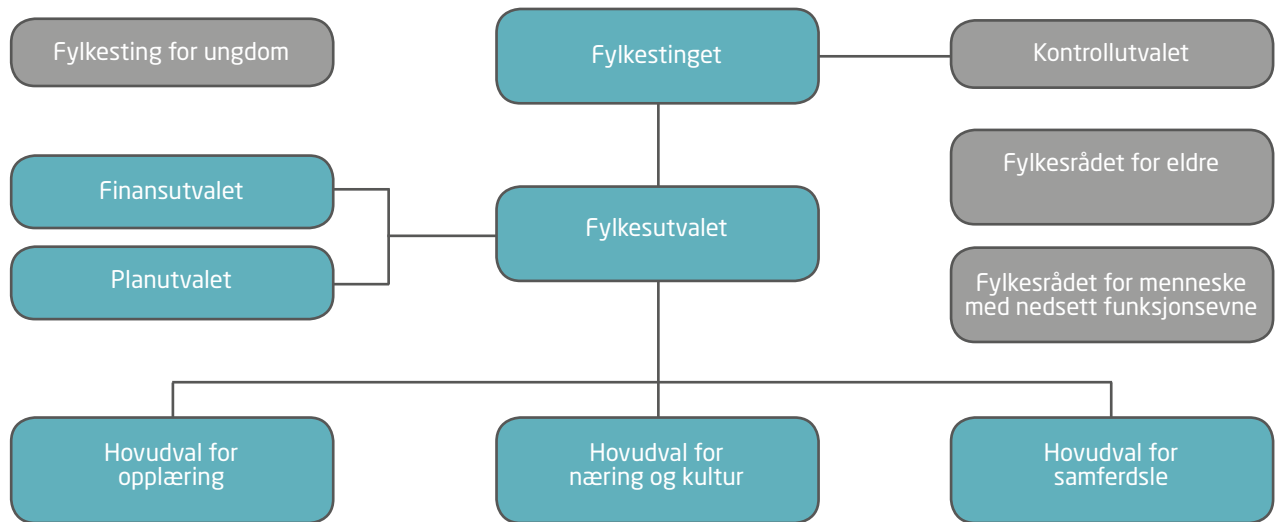 Fylkesting for ungdom
Fylkestinget
Kontrollutvalet
Fylkesrådet for eldre
Finansutvalet
Fylkesutvalet
Planutvalet
Fylkesrådet for menneske
med nedsett funksjonsevne
Hovudval for
opplæring
Hovudval for
næring og kultur
Hovudval for
samferdsle